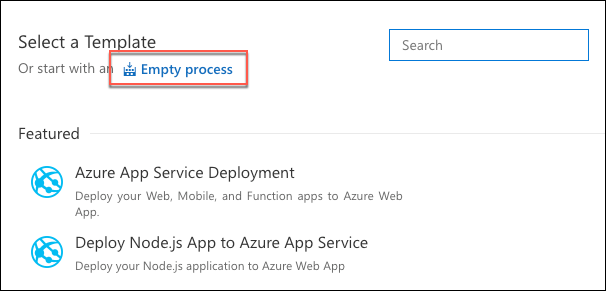 Select a Template
Search
Or start with an Empty process
Featured
Azure App Service Deployment
Deploy your Web, Mobile, and Function apps to Azure Web
App.
Deploy Node.js App to Azure App Service
Deploy your Node.js application to Azure Web App